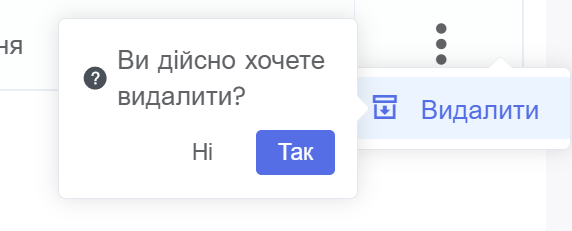 ня
Ви дійсно хочете
видалити?
Ні
Так
Видалити